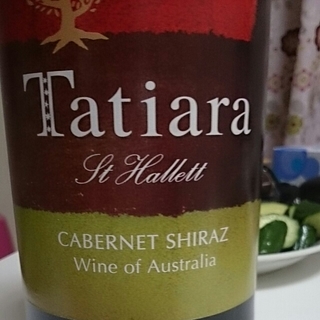 Tatiara
St Hallett
CABERNET SHIRAZ
Wine of Australia